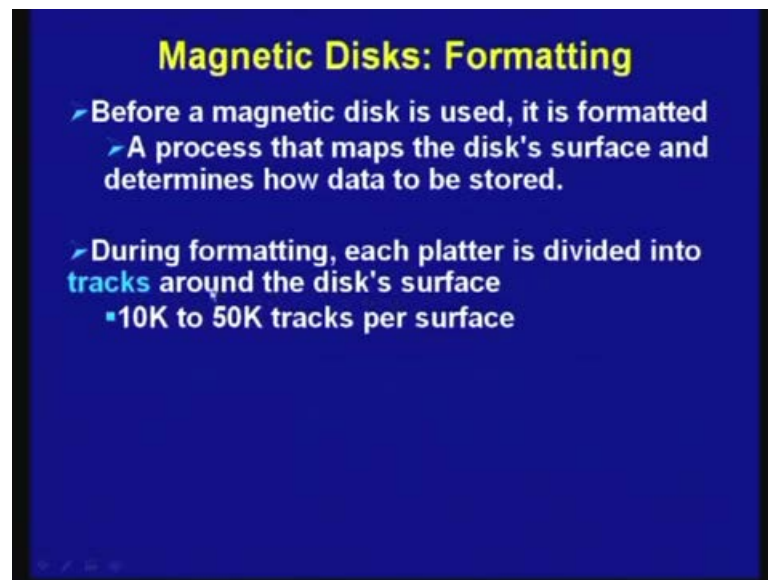 Magnetic Disks: Formatting
➢Before a magnetic disk is used, it is formatted
➢A process that maps the disk's surface and
determines how data to be stored.
➢During formatting, each platter is divided into
tracks around the disk's surface
▪10K to 50K tracks per surface